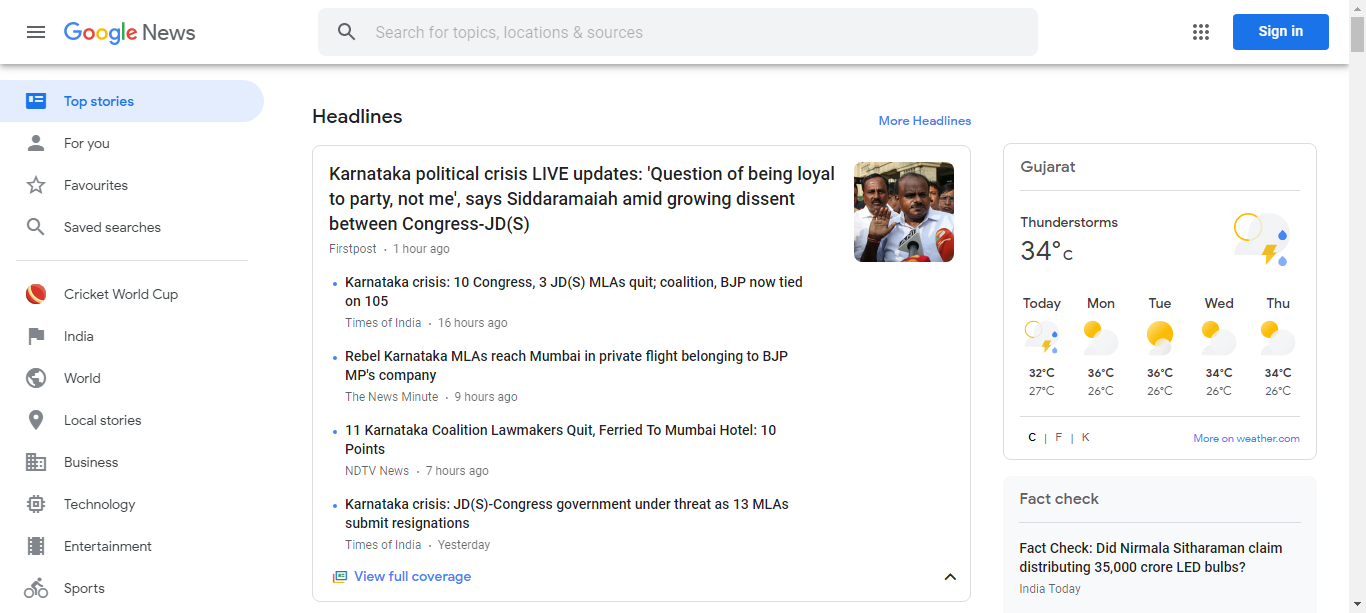 Google News
Search for topics, locations & sources
Sign in
Top stories
For you
Favourites
Saved searches
Cricket World Cup
India
World
Local stories
Business
Technology
Entertainment
Sports
Headlines
More Headlines
Karnataka political crisis LIVE updates: 'Question of being loyal
to party, not me', says Siddaramaiah amid growing dissent
between Congress-JD(S)
Firstpost · 1 hour ago
Karnataka crisis: 10 Congress, 3 JD(S) MLAs quit; coalition, BJP now tied
on 105
Times of India · 16 hours ago
Rebel Karnataka MLAs reach Mumbai in private flight belonging to BJP
MP's company
The News Minute · 9 hours ago
11 Karnataka Coalition Lawmakers Quit, Ferried To Mumbai Hotel: 10
Points
NDTV News · 7 hours ago
Karnataka crisis: JD(S)-Congress government under threat as 13 MLAs
submit resignations
Times of India · Yesterday
View full coverage
Gujarat
Thunderstorms
34°C
Today Mon Tue Wed Thu
32°C 36°C 36°C 34°C 34°C
27°C 26°C 26°C 26°C 26°C
C | F | K
More on weather.com
Fact check
Fact Check: Did Nirmala Sitharaman claim
distributing 35,000 crore LED bulbs?
India Today